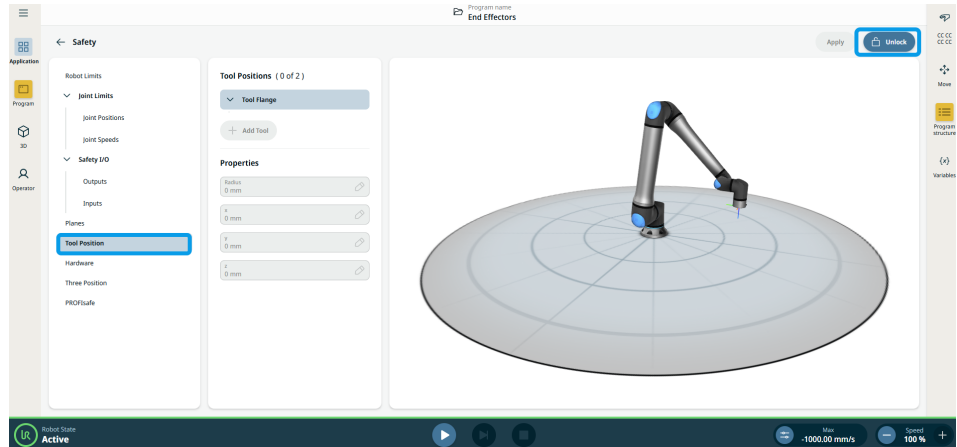 Program name
End Effectors
Safety
Apply
Unlock
Application
Program
3D
Operator
Robot Limits
Joint Limits
Joint Positions
Joint Speeds
Safety I/O
Outputs
Inputs
Planes
Tool Position
Hardware
Three Position
PROFIsafe
Tool Positions ( 0 of 2 )
Tool Flange
+ Add Tool
Properties
Radius
0 mm
x
0 mm
y
0 mm
z
0 mm
CC CC
CC CC
Move
Program
structure
{x}
Variables
UR
Robot State
Active
Max
-1000.00 mm/s
Speed
100 %